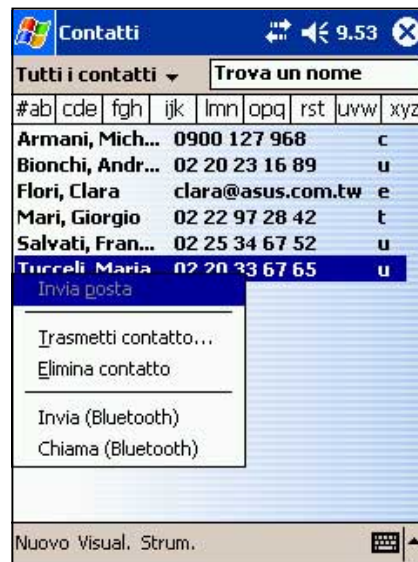 Contatti 9.53
Tutti i contatti Trova un nome
#ab cde fgh ijk lmn opq rst uvw xyz
Armani, Mich... 0900 127 968 c
Bionchi, Andr... 02 20 23 16 89 u
Flori, Clara clara@asus.com.tw e
Mari, Giorgio 02 22 97 28 42 t
Salvati, Fran... 02 25 34 67 52 u
Tucceli, Maria 02 20 33 67 65 u
Invia posta
Trasmetti contatto...
Elimina contatto
Invia (Bluetooth)
Chiama (Bluetooth)
Nuovo Visual. Strum.